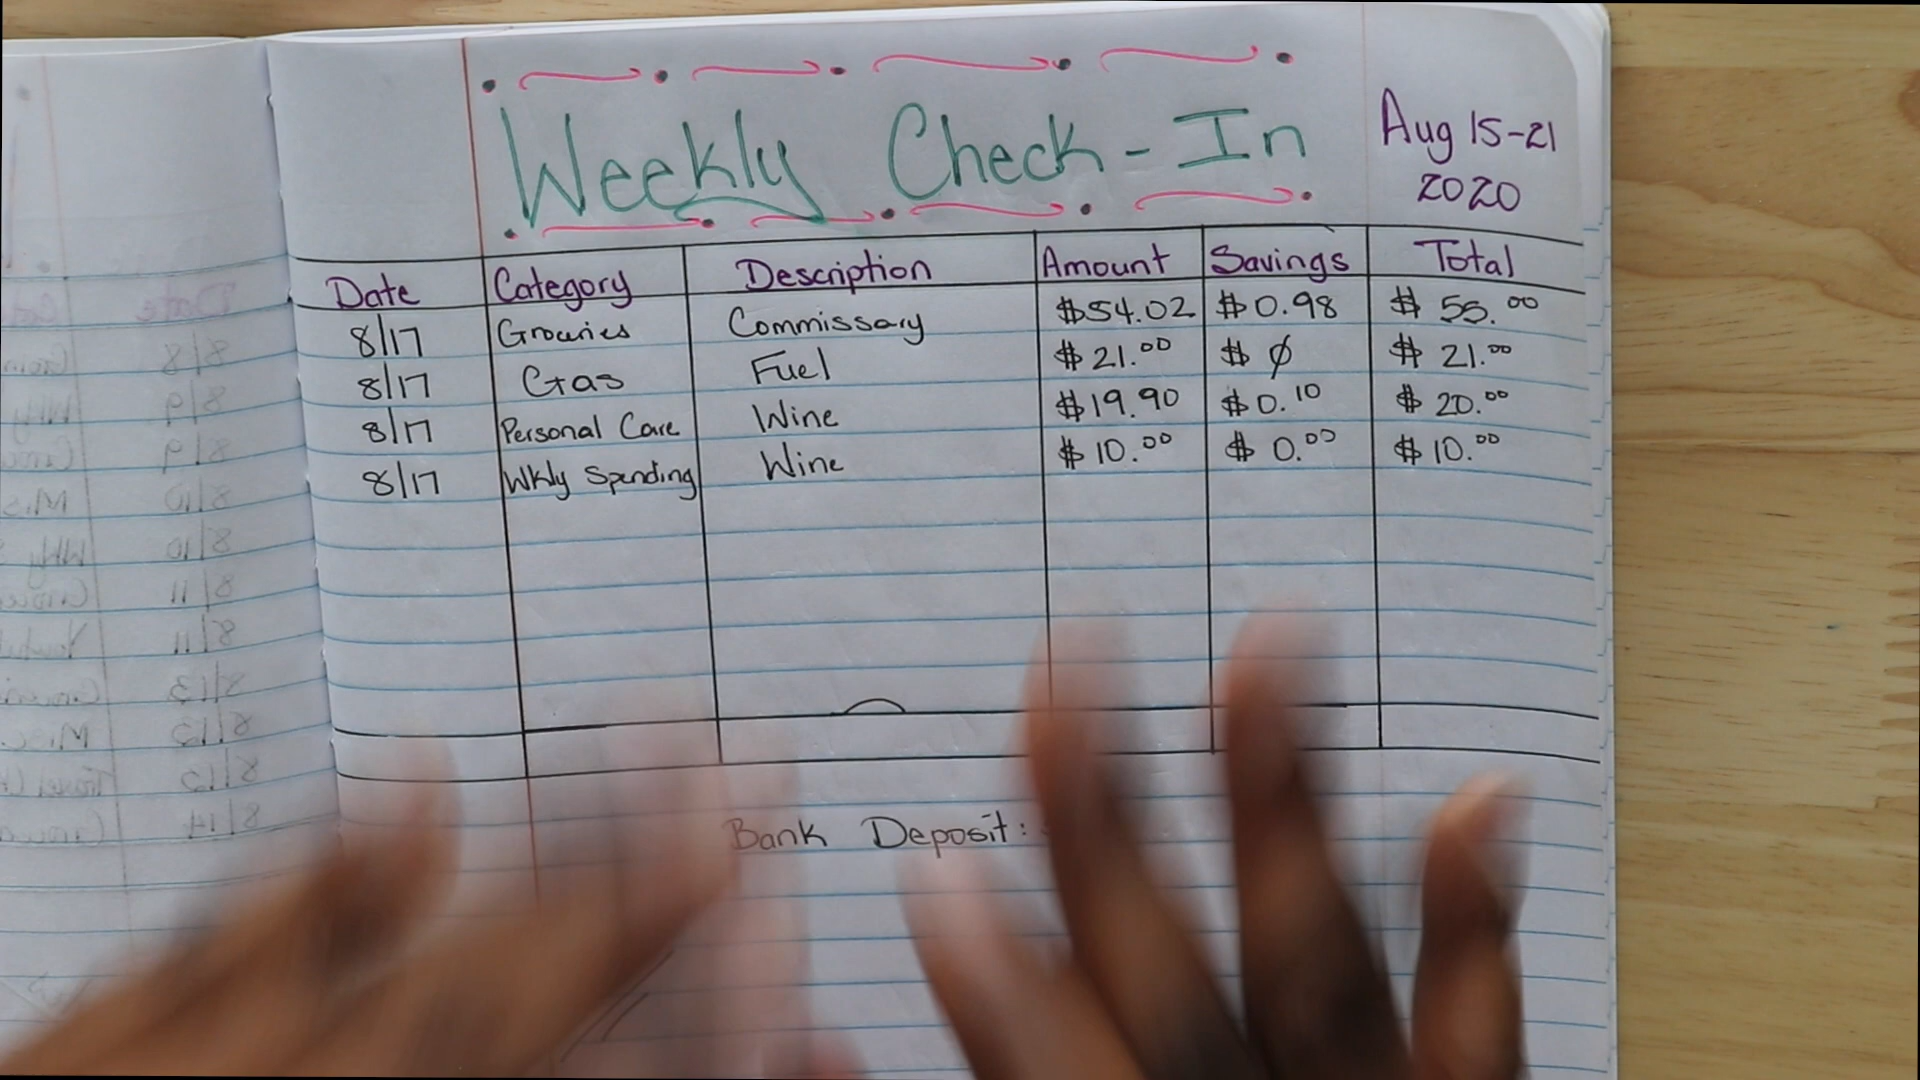 Weekly Check-In
Aug 15-21
2020
Date Category Description Amount Savings Total
8/17 Groceries Commissary $54.02 $0.98 $55.00
8/17 Gas Fuel $21.00 $ Ø $21.00
8/17 Personal Care Wine $19.90 $0.10 $20.00
8/17 Wkly Spending Wine $10.00 $0.00 $10.00
Bank Deposit: